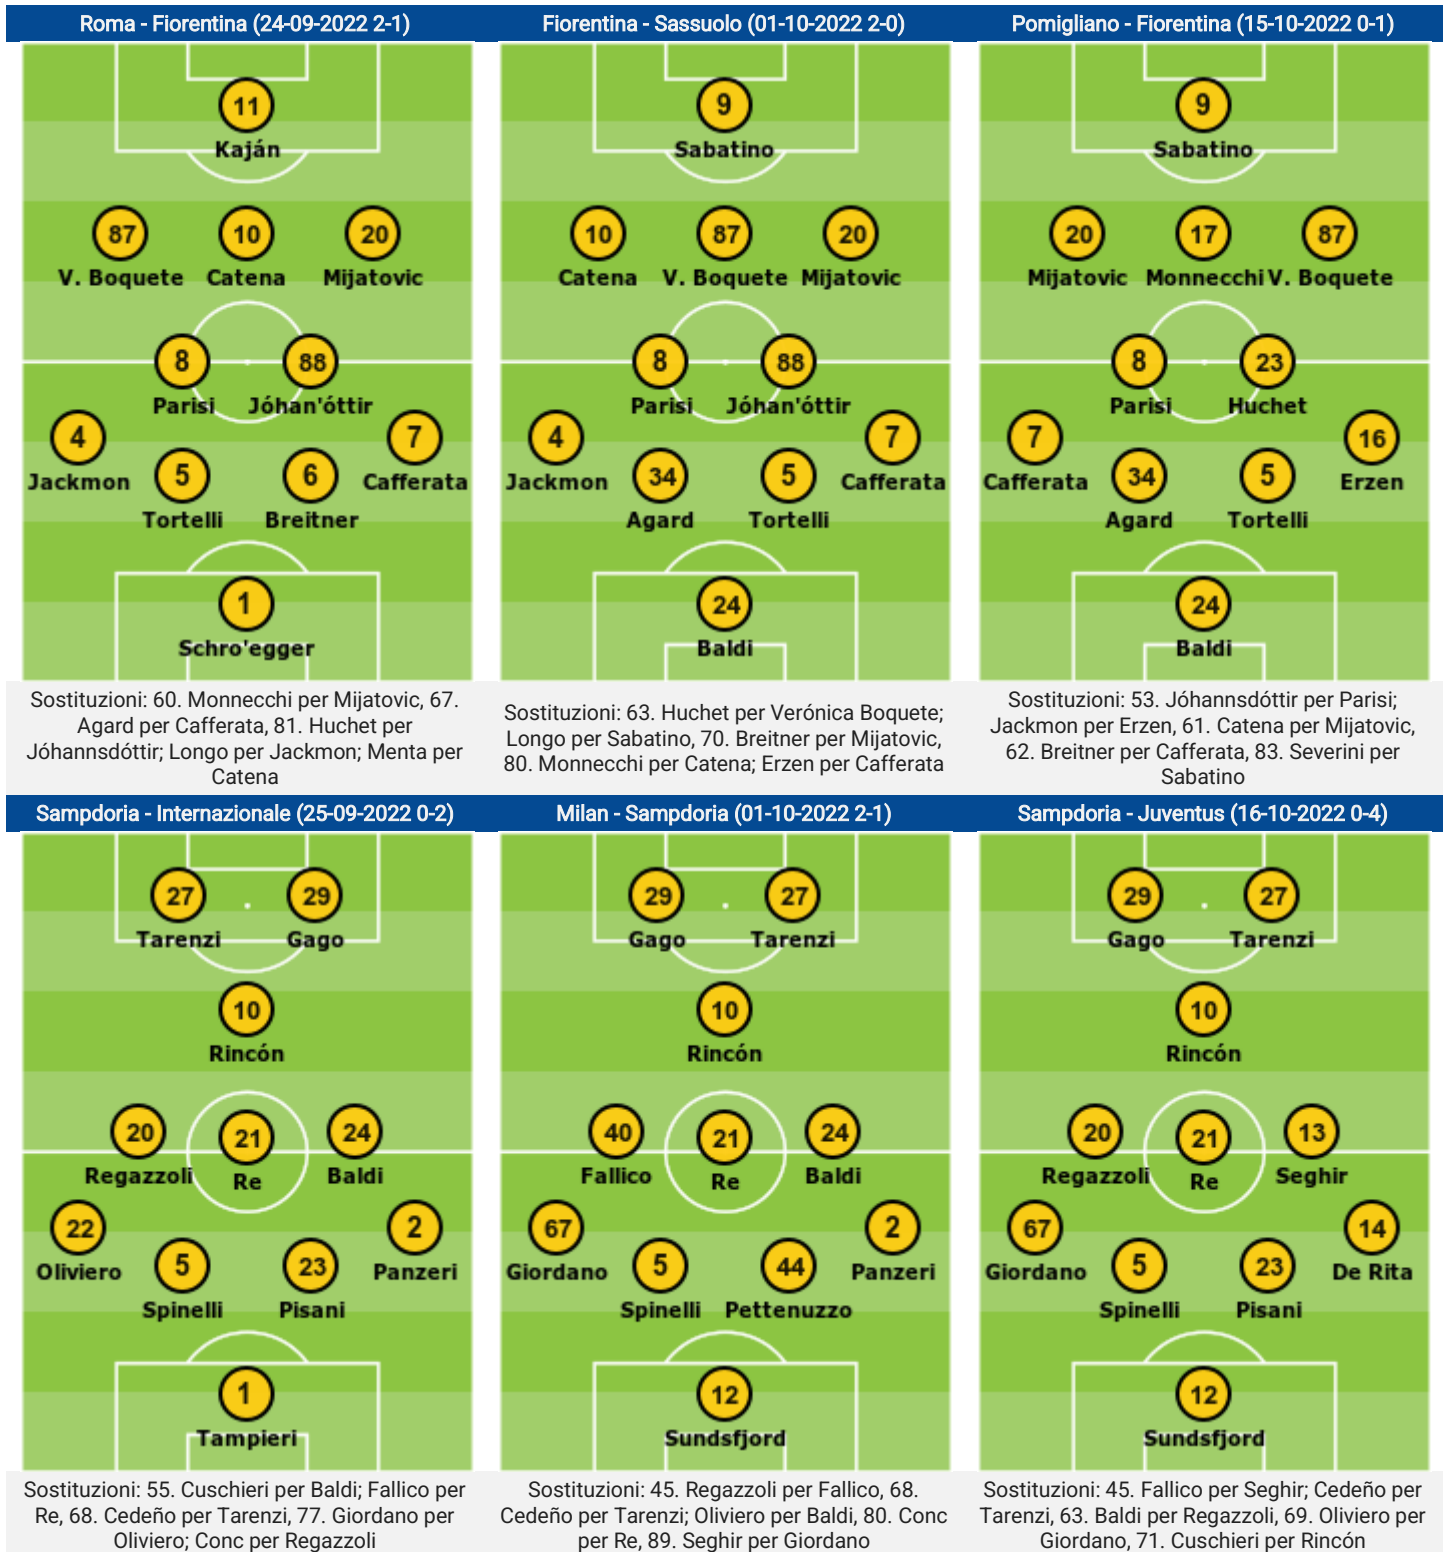 Roma - Fiorentina (24-09-2022 2-1)
11
Kaján
87 10 20
V. Boquete Catena Mijatovic
8 88
Parisi Jóhan'óttir
4 7
Jackmon Cafferata
5 6
Tortelli Breitner
1
Schro'egger
Sostituzioni: 60. Monnecchi per Mijatovic, 67.
Agard per Cafferata, 81. Huchet per
Jóhannsdóttir; Longo per Jackmon; Menta per
Catena
Fiorentina - Sassuolo (01-10-2022 2-0)
9
Sabatino
10 87 20
Catena V. Boquete Mijatovic
8 88
Parisi Jóhan'óttir
4 7
Jackmon Cafferata
34 5
Agard Tortelli
24
Baldi
Sostituzioni: 63. Huchet per Verónica Boquete;
Longo per Sabatino, 70. Breitner per Mijatovic,
80. Monnecchi per Catena; Erzen per Cafferata
Pomigliano - Fiorentina (15-10-2022 0-1)
9
Sabatino
20 17 87
Mijatovic Monnecchi V. Boquete
8 23
Parisi Huchet
7 16
Cafferata Erzen
34 5
Agard Tortelli
24
Baldi
Sostituzioni: 53. Jóhannsdóttir per Parisi;
Jackmon per Erzen, 61. Catena per Mijatovic,
62. Breitner per Cafferata, 83. Severini per
Sabatino
Sampdoria - Internazionale (25-09-2022 0-2)
27 29
Tarenzi Gago
10
Rincón
20 21 24
Regazzoli Re Baldi
22 2
Oliviero Panzeri
5 23
Spinelli Pisani
1
Tampieri
Sostituzioni: 55. Cuschieri per Baldi; Fallico per
Re, 68. Cedeño per Tarenzi, 77. Giordano per
Oliviero; Conc per Regazzoli
Milan - Sampdoria (01-10-2022 2-1)
29 27
Gago Tarenzi
10
Rincón
40 21 24
Fallico Re Baldi
67 2
Giordano Panzeri
5 44
Spinelli Pettenuzzo
12
Sundsfjord
Sostituzioni: 45. Regazzoli per Fallico, 68.
Cedeño per Tarenzi; Oliviero per Baldi, 80. Conc
per Re, 89. Seghir per Giordano
Sampdoria - Juventus (16-10-2022 0-4)
29 27
Gago Tarenzi
10
Rincón
20 21 13
Regazzoli Re Seghir
67 14
Giordano De Rita
5 23
Spinelli Pisani
12
Sundsfjord
Sostituzioni: 45. Fallico per Seghir; Cedeño per
Tarenzi, 63. Baldi per Regazzoli, 69. Oliviero per
Giordano, 71. Cuschieri per Rincón